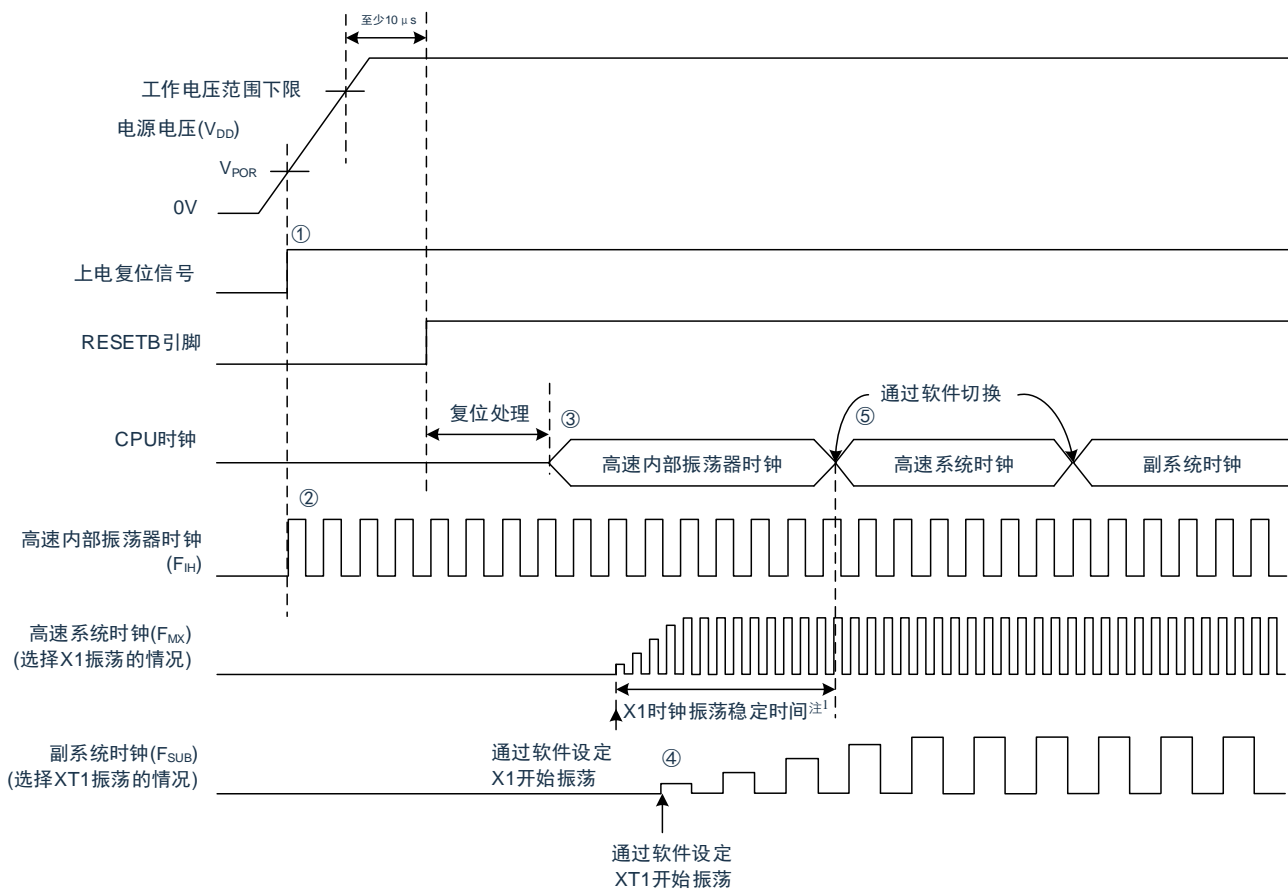 至少10μs
工作电压范围下限
电源电压(VDD)
VPOR
0V
①
上电复位信号
RESETB引脚
复位处理
③
通过软件切换
⑤
CPU时钟
高速内部振荡器时钟
高速系统时钟
副系统时钟
②
高速内部振荡器时钟
(FIH)
高速系统时钟(FMX)
(选择X1振荡的情况)
X1时钟振荡稳定时间注1
通过软件设定
X1开始振荡
④
副系统时钟(FSUB)
(选择XT1振荡的情况)
通过软件设定
XT1开始振荡